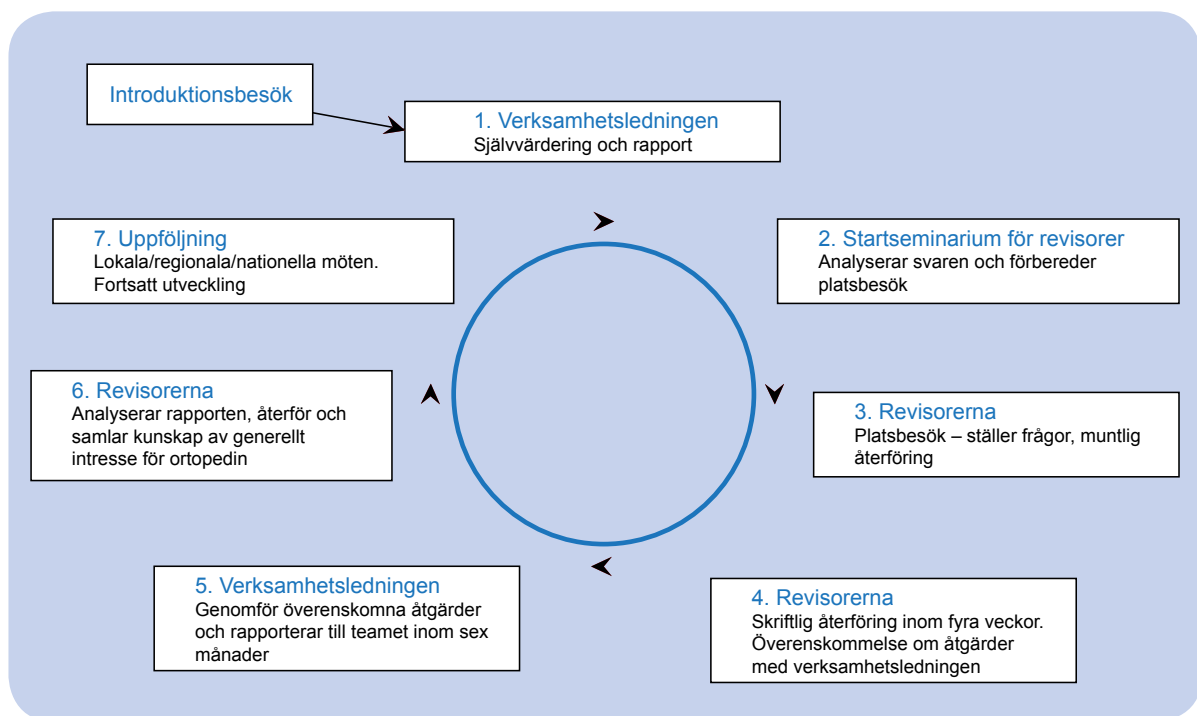 Introduktionsbesök
1. Verksamhetsledningen
Självvärdering och rapport
2. Startseminarium för revisorer
Analyserar svaren och förbereder
platsbesök
3. Revisorerna
Platsbesök – ställer frågor, muntlig
återföring
4. Revisorerna
Skriftlig återföring inom fyra veckor.
Överenskommelse om åtgärder
med verksamhetsledningen
5. Verksamhetsledningen
Genomför överenskomna åtgärder
och rapporterar till teamet inom sex
månader
6. Revisorerna
Analyserar rapporten, återför och
samlar kunskap av generellt
intresse för ortopedin
7. Uppföljning
Lokala/regionala/nationella möten.
Fortsatt utveckling